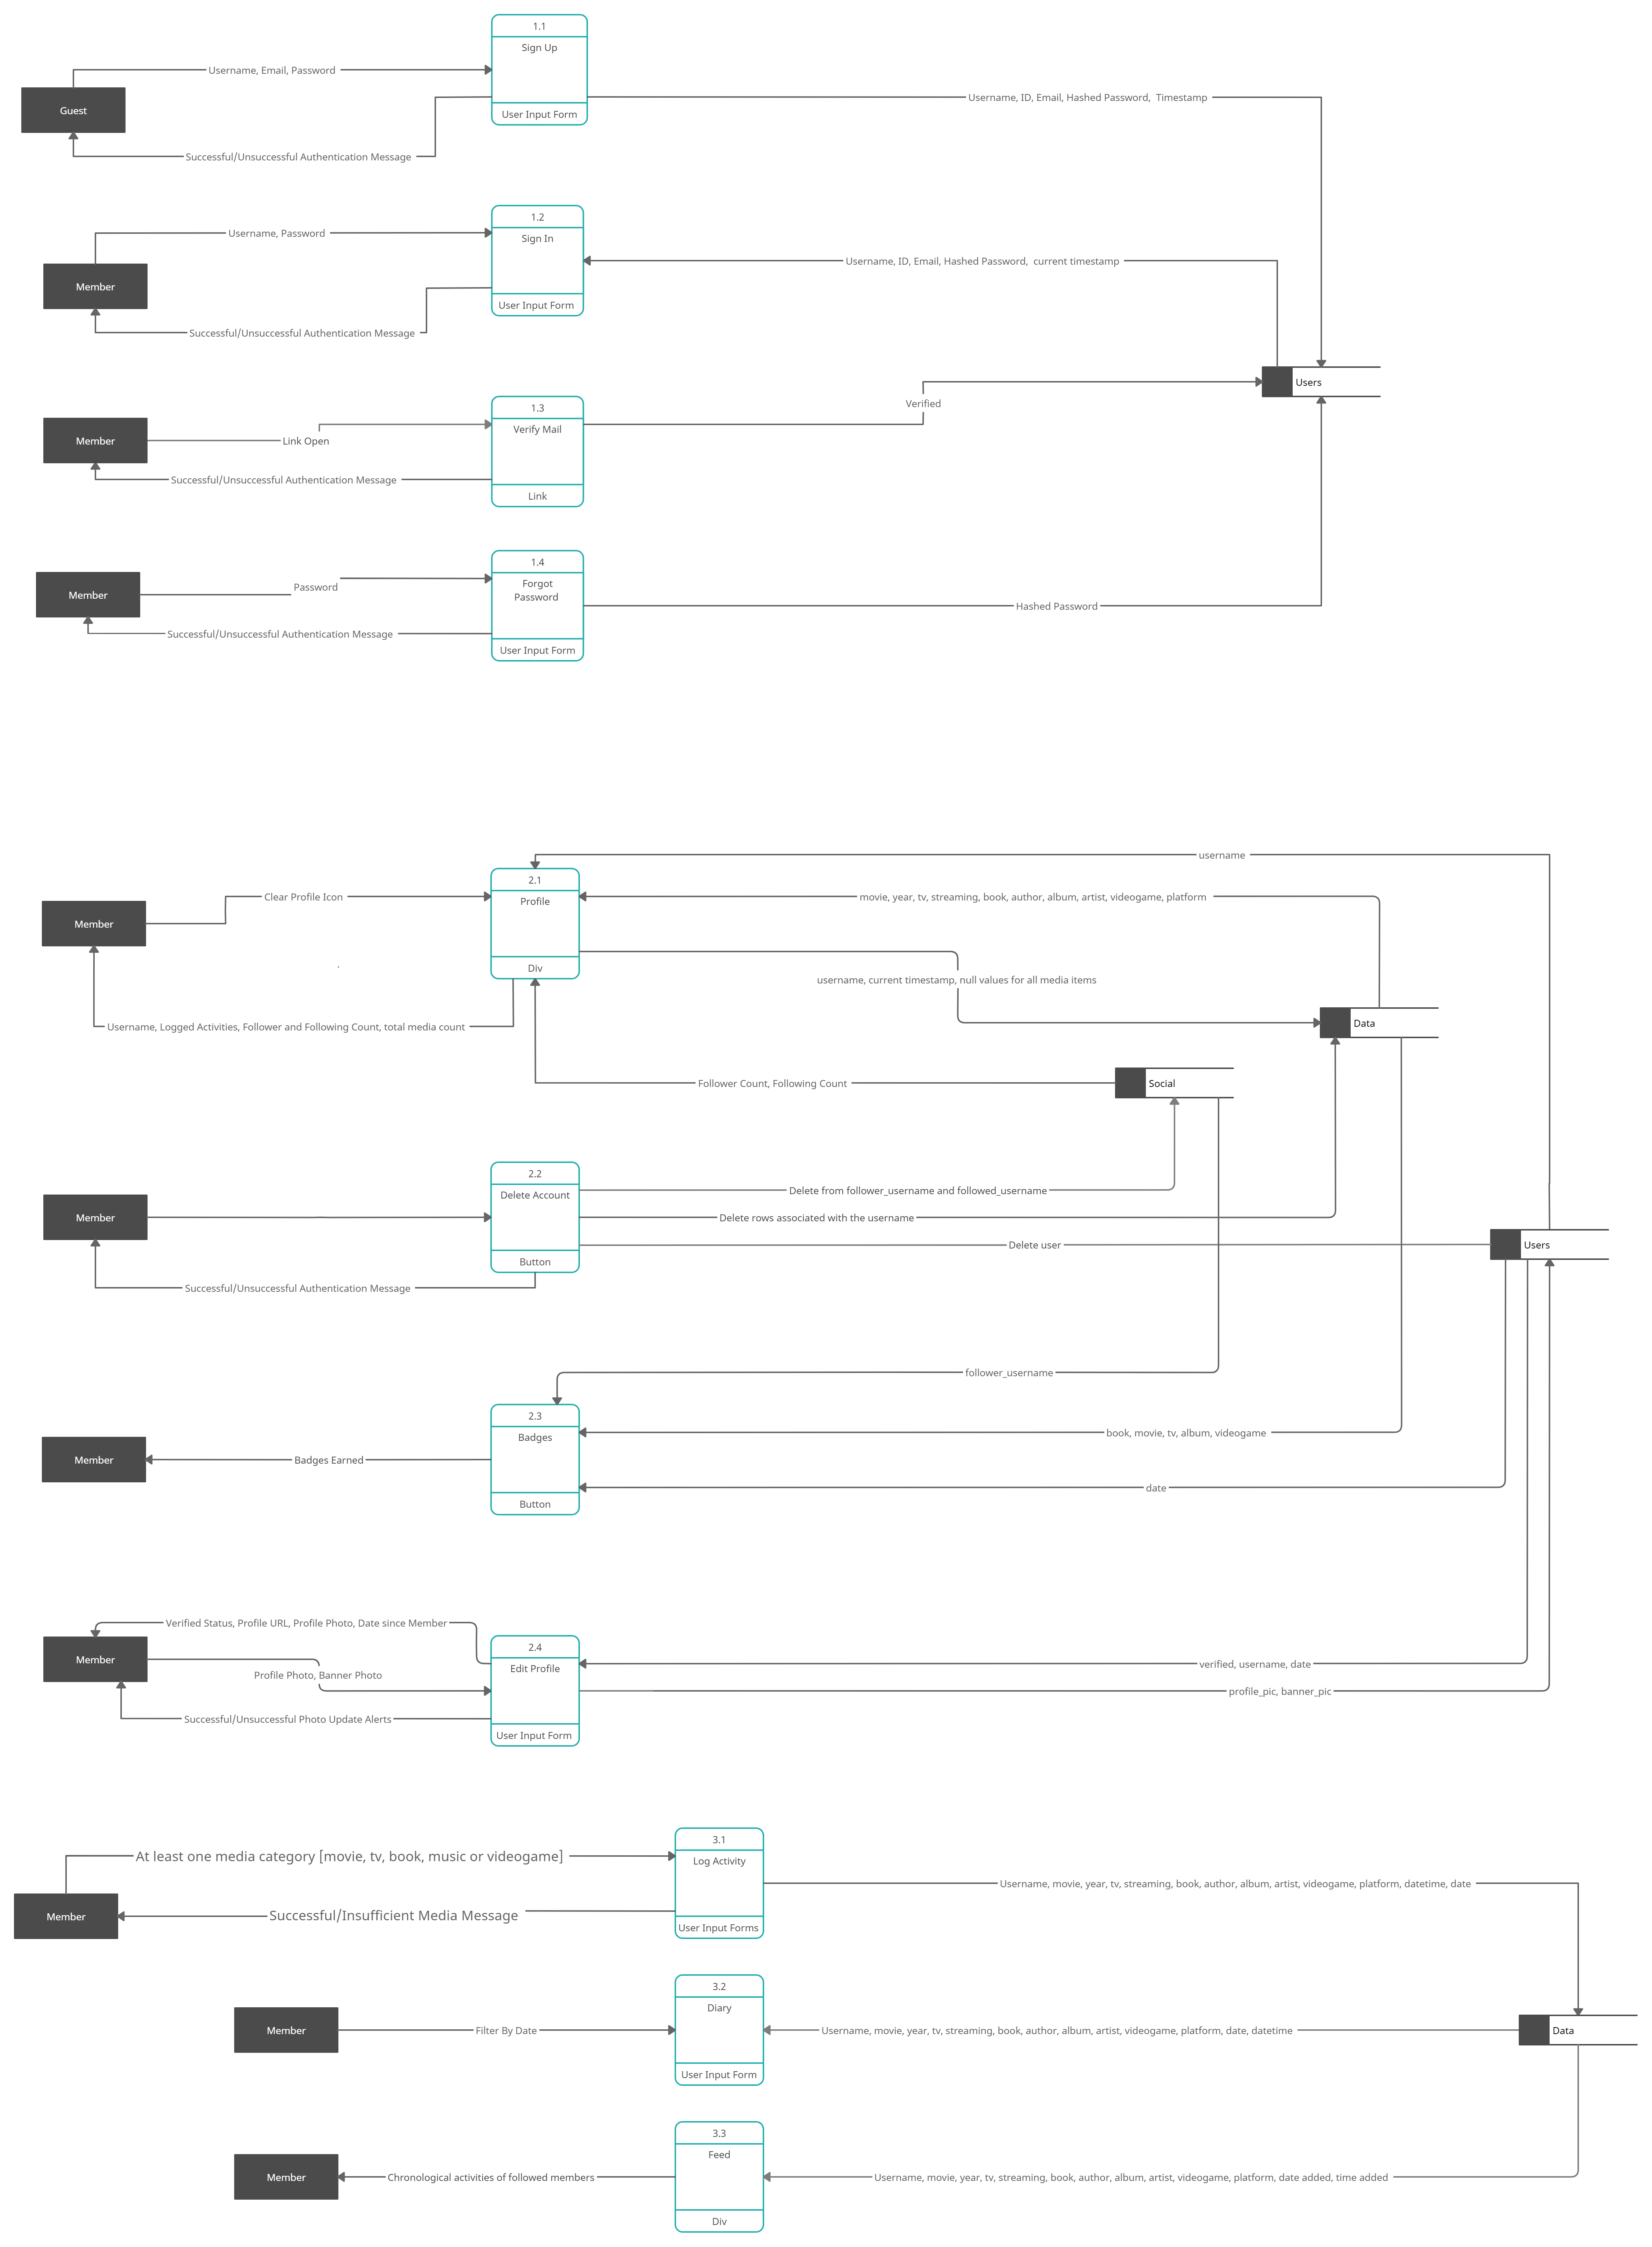 1.1
Sign Up
Username, Email, Password
Guest
Username, ID, Email, Hashed Password,  Timestamp
User Input Form
Successful/Unsuccessful Authentication Message
1.2
Sign In
Username, Password
Username, ID, Email, Hashed Password,  current timestamp
Member
User Input Form
Successful/Unsuccessful Authentication Message
Users
1.3
Verified
Verify Mail
Member
Link Open
Successful/Unsuccessful Authentication Message
Link
1.4
Forgot
Password
Password
Member
Hashed Password
Successful/Unsuccessful Authentication Message
User Input Form
username
2.1
Clear Profile Icon
Profile
movie, year, tv, streaming, book, author, album, artist, videogame, platform
Member
Div
username, current timestamp, null values for all media items
Data
Username, Logged Activities, Follower and Following Count, total media count
Follower Count, Following Count
Social
2.2
Delete Account
Delete from follower_username and followed_username
Member
Delete rows associated with the username
Delete user
Users
Button
Successful/Unsuccessful Authentication Message
follower_username
2.3
Badges
book, movie, tv, album, videogame
Member
Badges Earned
date
Button
Verified Status, Profile URL, Profile Photo, Date since Member
2.4
Member
Edit Profile
verified, username, date
Profile Photo, Banner Photo
profile_pic, banner_pic
Successful/Unsuccessful Photo Update Alerts
User Input Form
3.1
At least one media category [movie, tv, book, music or videogame]
Log Activity
Username, movie, year, tv, streaming, book, author, album, artist, videogame, platform, datetime, date
Member
Successful/Insufficient Media Message
User Input Forms
3.2
Diary
Member
Filter By Date
Username, movie, year, tv, streaming, book, author, album, artist, videogame, platform, date, datetime
Data
User Input Form
3.3
Feed
Member
Chronological activities of followed members
Username, movie, year, tv, streaming, book, author, album, artist, videogame, platform, date added, time added
Div